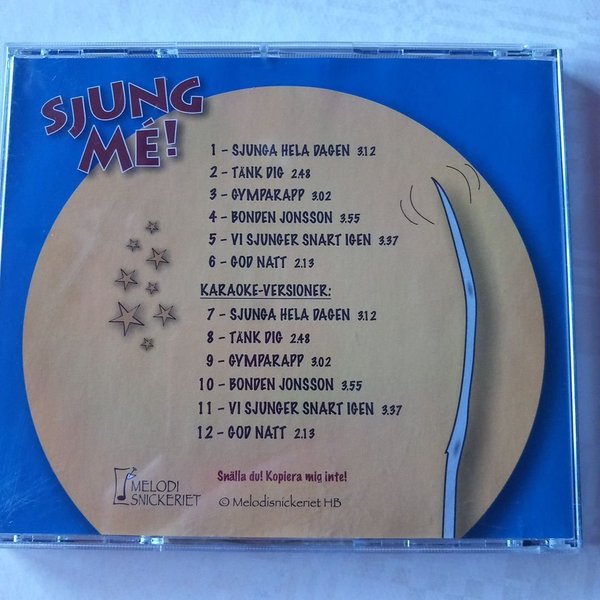 SJUNG
MÉ!
1 - SJUNGA HELA DAGEN 3.12
2 - TÄNK DIG 2.48
3 - GYMPARAPP 3.02
4 - BONDEN JONSSON 3.55
5 - VI SJUNGER SNART IGEN 3.37
6 - GOD NATT 2.13
KARAOKE-VERSIONER:
7 - SJUNGA HELA DAGEN 3.12
8 - TÄNK DIG 2.48
9 - GYMPARAPP 3.02
10 - BONDEN JONSSON 3.55
11 - VI SJUNGER SNART IGEN 3.37
12 - GOD NATT 2.13
MELODI
SNICKERIET
Snälla du! Kopiera mig inte!
© Melodisnickeriet HB